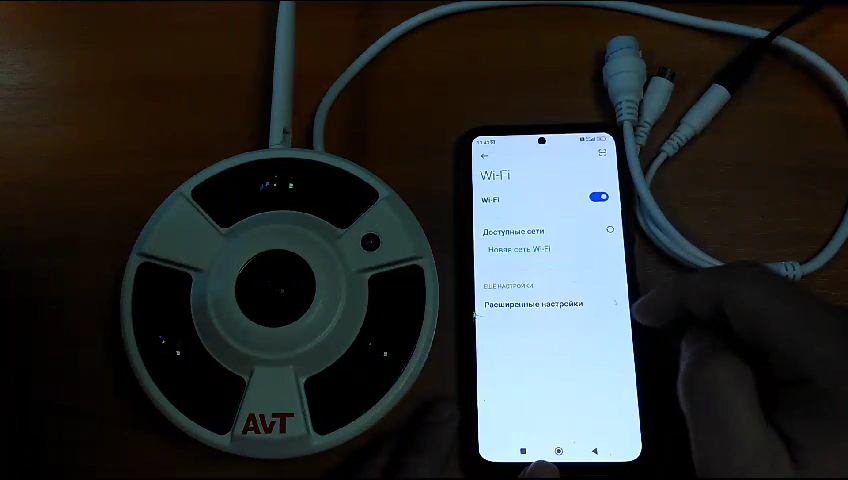 Wi-Fi
Wi-Fi
Доступные сети
Новая сеть Wi-Fi
ЕЩЕ НАСТРОЙКИ
Расширенные настройки
AVT